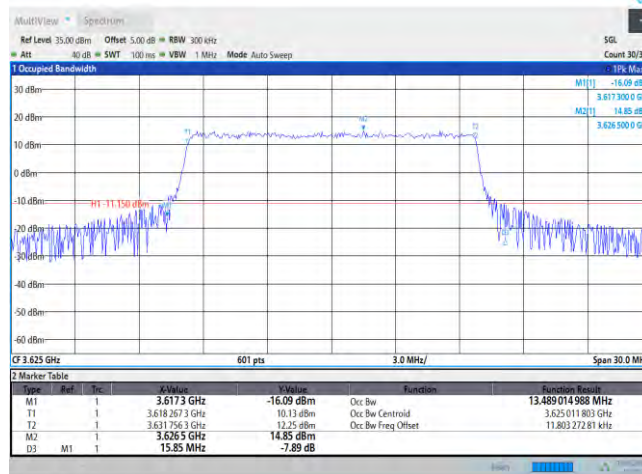 MultiView Spectrum
Ref Level 35.00 dBm Offset 5.00 dB RBW 300 kHz SGL
Att 40 dB SWT 100 ms VBW 1 MHz Mode Auto Sweep Count 30/3
1 Occupied Bandwidth 1Pk Ma
M1[1] -16.09 dB
3.617 300 0 G
M2[1] 14.85 dB
3.626 500 0 G
30 dBm
20 dBm
T1 M2 T2
10 dBm
0 dBm
-10 dBm
H1 -11.150 dBm
-20 dBm
-30 dBm
-40 dBm
-50 dBm
-60 dBm
CF 3.625 GHz 601 pts 3.0 MHz/ Span 30.0 MH
2 Marker Table
Type Ref Trc X-Value Y-Value Function Function Result
M1 1 3.6173 GHz -16.09 dBm Occ Bw 13.489 014 988 MHz
T1 1 3.618 267 3 GHz 10.13 dBm Occ Bw Centroid 3.625 011 803 GHz
T2 1 3.631 756 3 GHz 12.25 dBm Occ Bw Freq Offset 11.803 272 81 kHz
M2 1 3.6265 GHz 14.85 dBm
D3 M1 1 15.85 MHz -7.89 dB